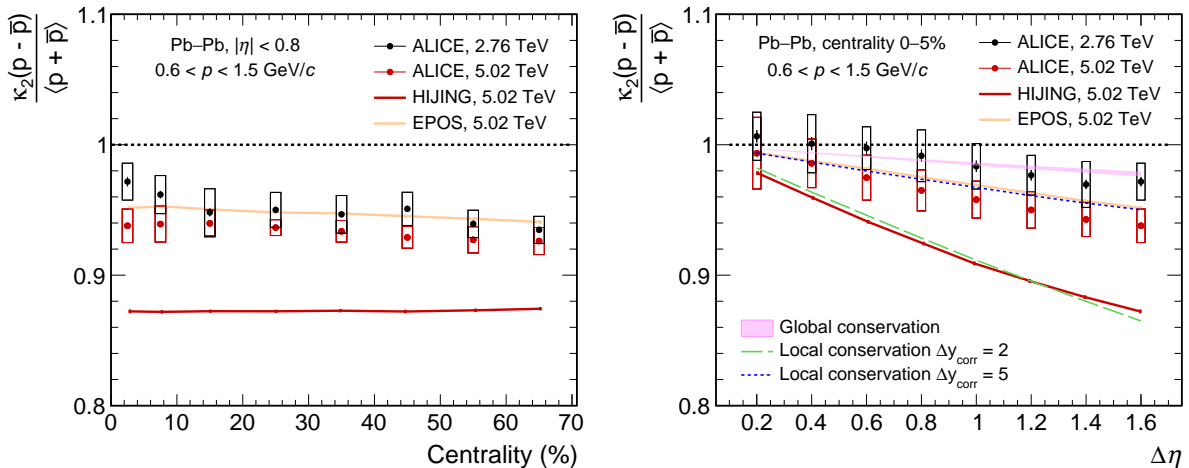 κ₂(p - p̅)
⟨p + p̅⟩
1.1
1
0.9
0.8
Pb–Pb, |η| < 0.8
0.6 < p < 1.5 GeV/c
ALICE, 2.76 TeV
ALICE, 5.02 TeV
HIJING, 5.02 TeV
EPOS, 5.02 TeV
0 10 20 30 40 50 60 70
Centrality (%)
κ₂(p - p̅)
⟨p + p̅⟩
1.1
1
0.9
0.8
Pb–Pb, centrality 0–5%
0.6 < p < 1.5 GeV/c
ALICE, 2.76 TeV
ALICE, 5.02 TeV
HIJING, 5.02 TeV
EPOS, 5.02 TeV
Global conservation
Local conservation Δy_corr = 2
Local conservation Δy_corr = 5
0.2 0.4 0.6 0.8 1 1.2 1.4 1.6
Δη